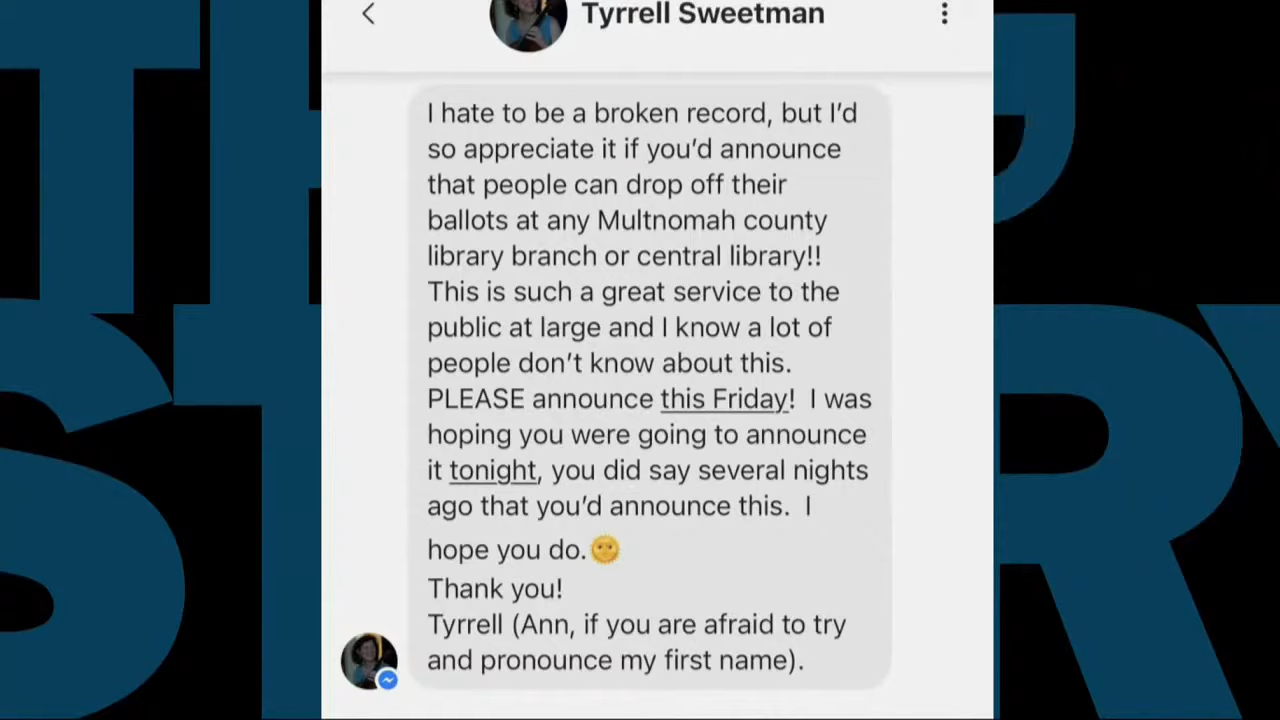 Tyrrell Sweetman
I hate to be a broken record, but I’d
so appreciate it if you’d announce
that people can drop off their
ballots at any Multnomah county
library branch or central library!!
This is such a great service to the
public at large and I know a lot of
people don’t know about this.
PLEASE announce this Friday!  I was
hoping you were going to announce
it tonight, you did say several nights
ago that you’d announce this.  I
hope you do.🌞
Thank you!
Tyrrell (Ann, if you are afraid to try
and pronounce my first name).